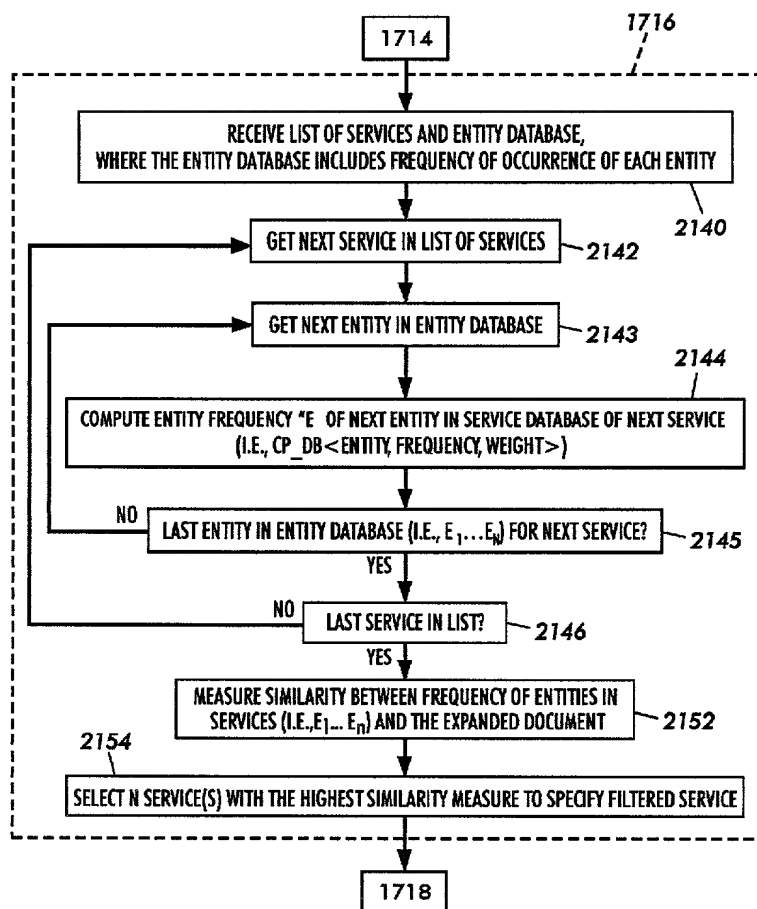 1714
1716
RECEIVE LIST OF SERVICES AND ENTITY DATABASE,
WHERE THE ENTITY DATABASE INCLUDES FREQUENCY OF OCCURRENCE OF EACH ENTITY
2140
GET NEXT SERVICE IN LIST OF SERVICES
2142
GET NEXT ENTITY IN ENTITY DATABASE
2143
2144
COMPUTE ENTITY FREQUENCY "E OF NEXT ENTITY IN SERVICE DATABASE OF NEXT SERVICE
(I.E., CP_DB<ENTITY, FREQUENCY, WEIGHT>)
NO
LAST ENTITY IN ENTITY DATABASE (I.E., E1...EN) FOR NEXT SERVICE?
2145
YES
NO
LAST SERVICE IN LIST?
2146
YES
MEASURE SIMILARITY BETWEEN FREQUENCY OF ENTITIES IN
SERVICES (I.E.,E1... En) AND THE EXPANDED DOCUMENT
2152
2154
SELECT N SERVICE(S) WITH THE HIGHEST SIMILARITY MEASURE TO SPECIFY FILTERED SERVICE
1718